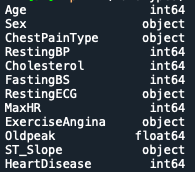 Age int64
Sex object
ChestPainType object
RestingBP int64
Cholesterol int64
FastingBS int64
RestingECG object
MaxHR int64
ExerciseAngina object
Oldpeak float64
ST_Slope object
HeartDisease int64